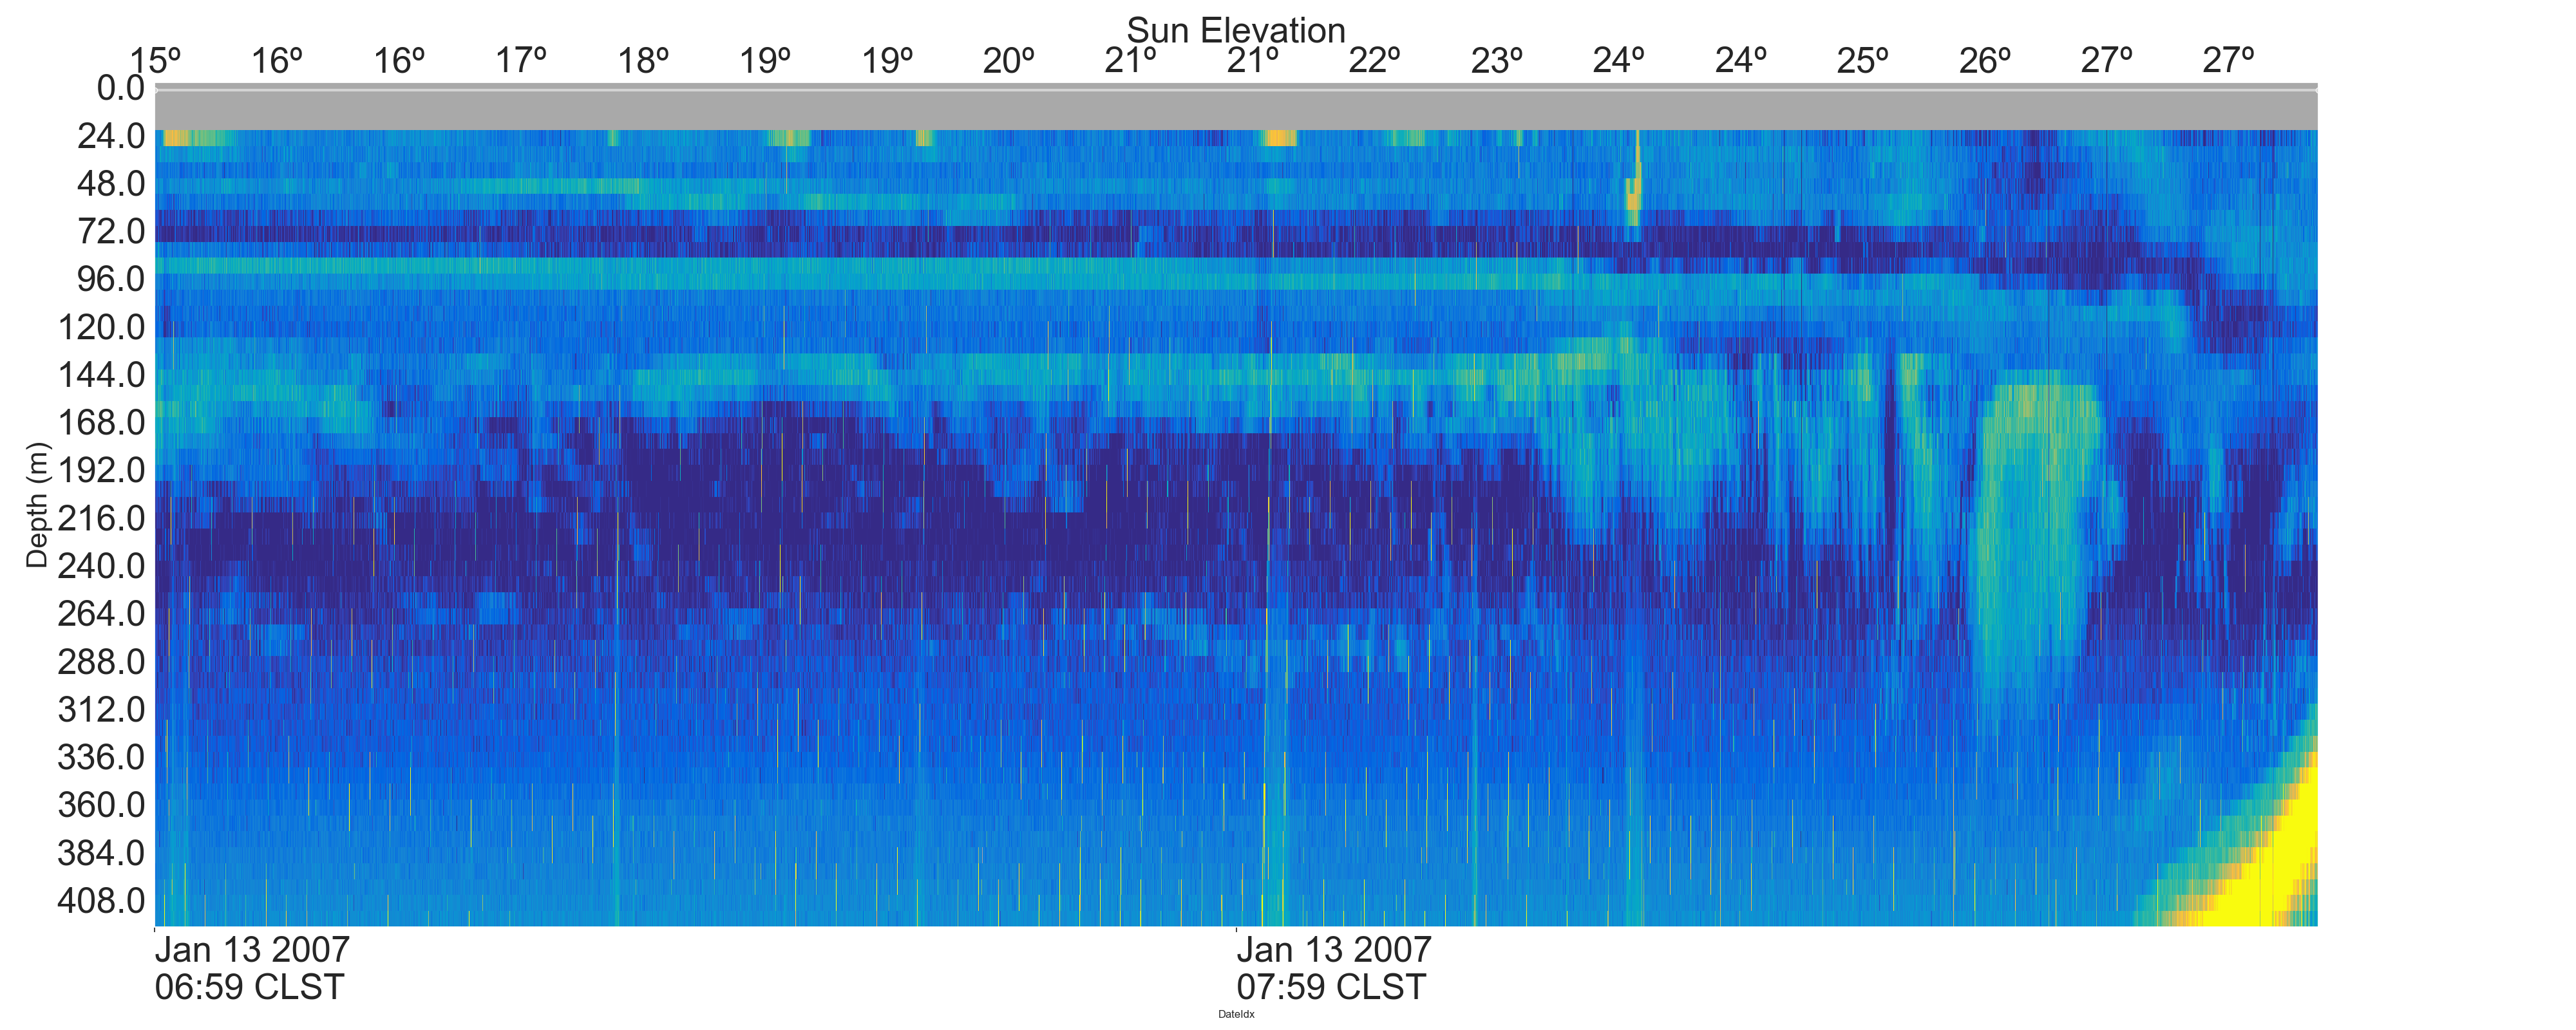 Sun Elevation
15º 16º 16º 17º 18º 19º 19º 20º 21º 21º 22º 23º 24º 24º 25º 26º 27º 27º
0.0
24.0
48.0
72.0
96.0
120.0
144.0
168.0
192.0
216.0
240.0
264.0
288.0
312.0
336.0
360.0
384.0
408.0
Depth (m)
Jan 13 2007
06:59 CLST
Jan 13 2007
07:59 CLST
DateIdx